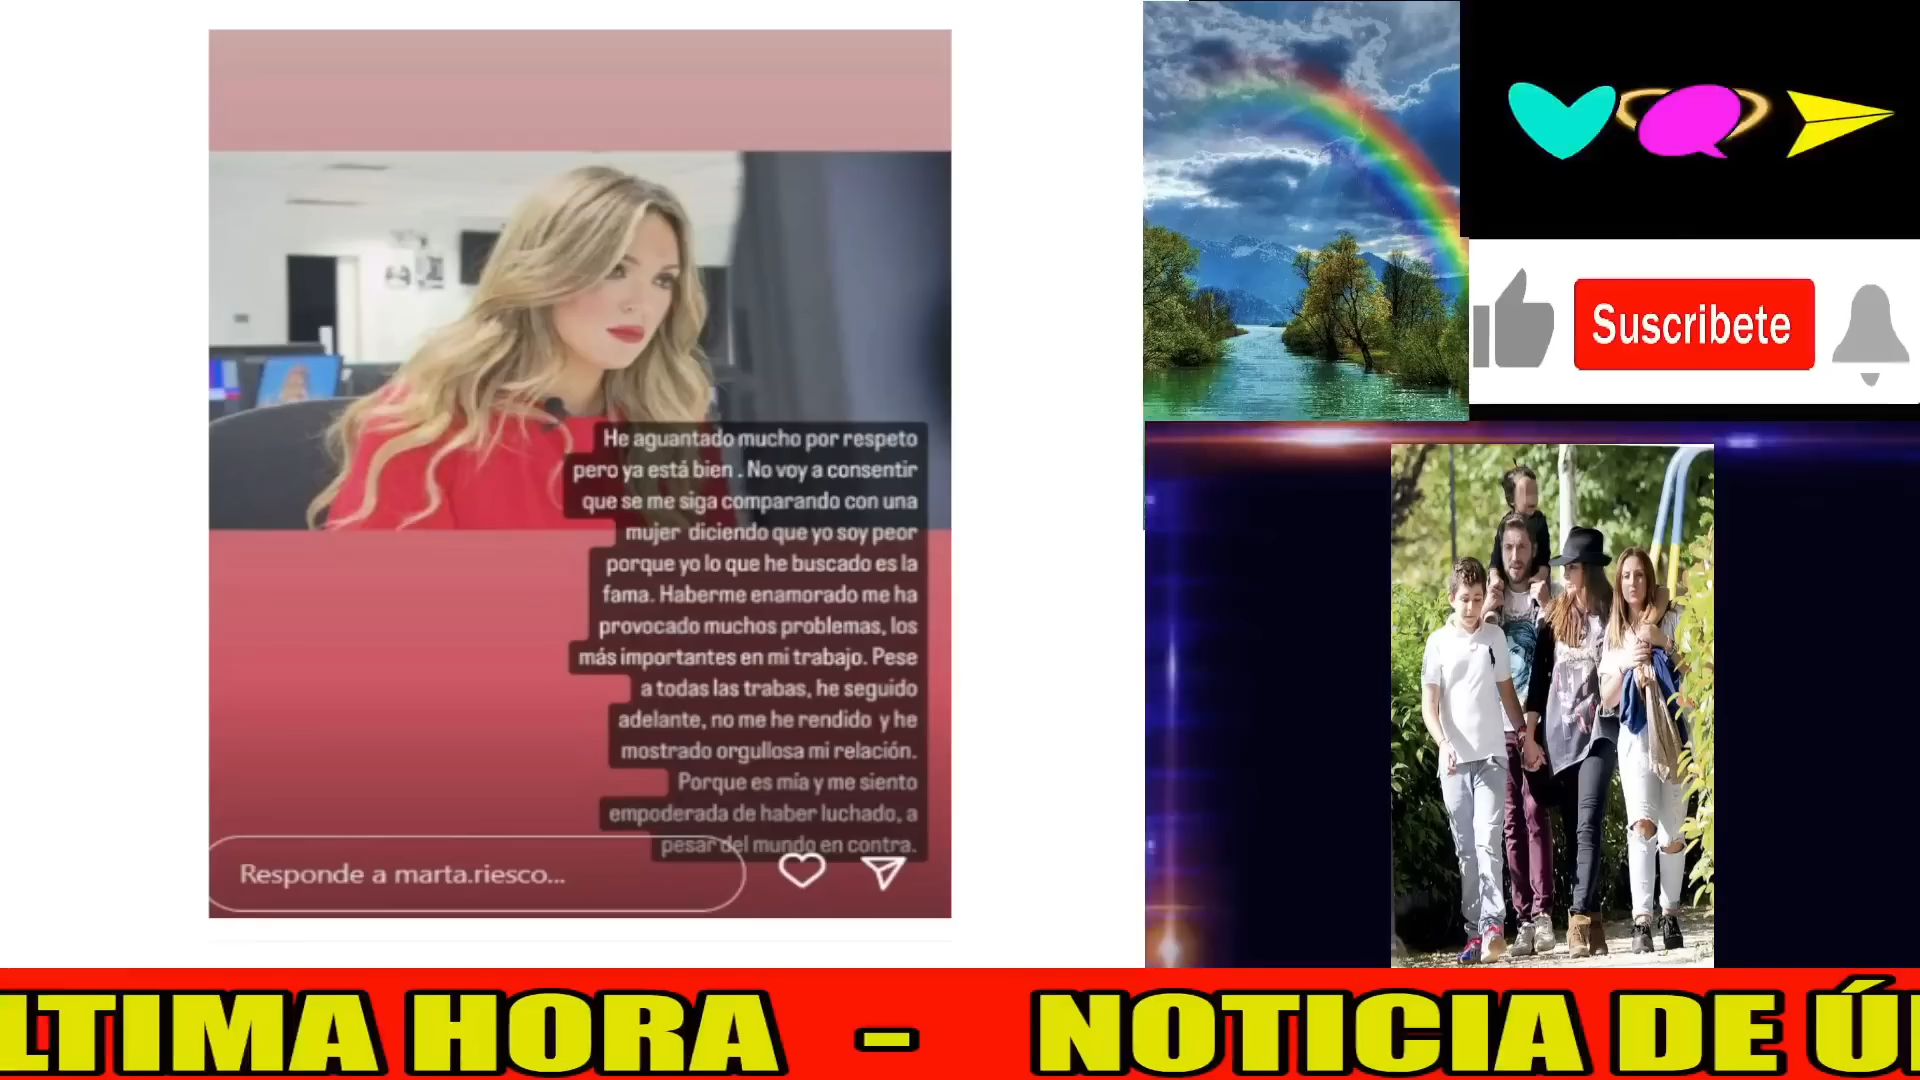 He aguantado mucho por respeto
pero ya está bien . No voy a consentir
que se me siga comparando con una
mujer diciendo que yo soy peor
porque yo lo que he buscado es la
fama. Haberme enamorado me ha
provocado muchos problemas, los
más importantes en mi trabajo. Pese
a todas las trabas, he seguido
adelante, no me he rendido y he
mostrado orgullosa mi relación.
Porque es mía y me siento
empoderada de haber luchado, a
pesar del mundo en contra.
Responde a marta.riesco...
Suscribete
LTIMA HORA - NOTICIA DE Ú